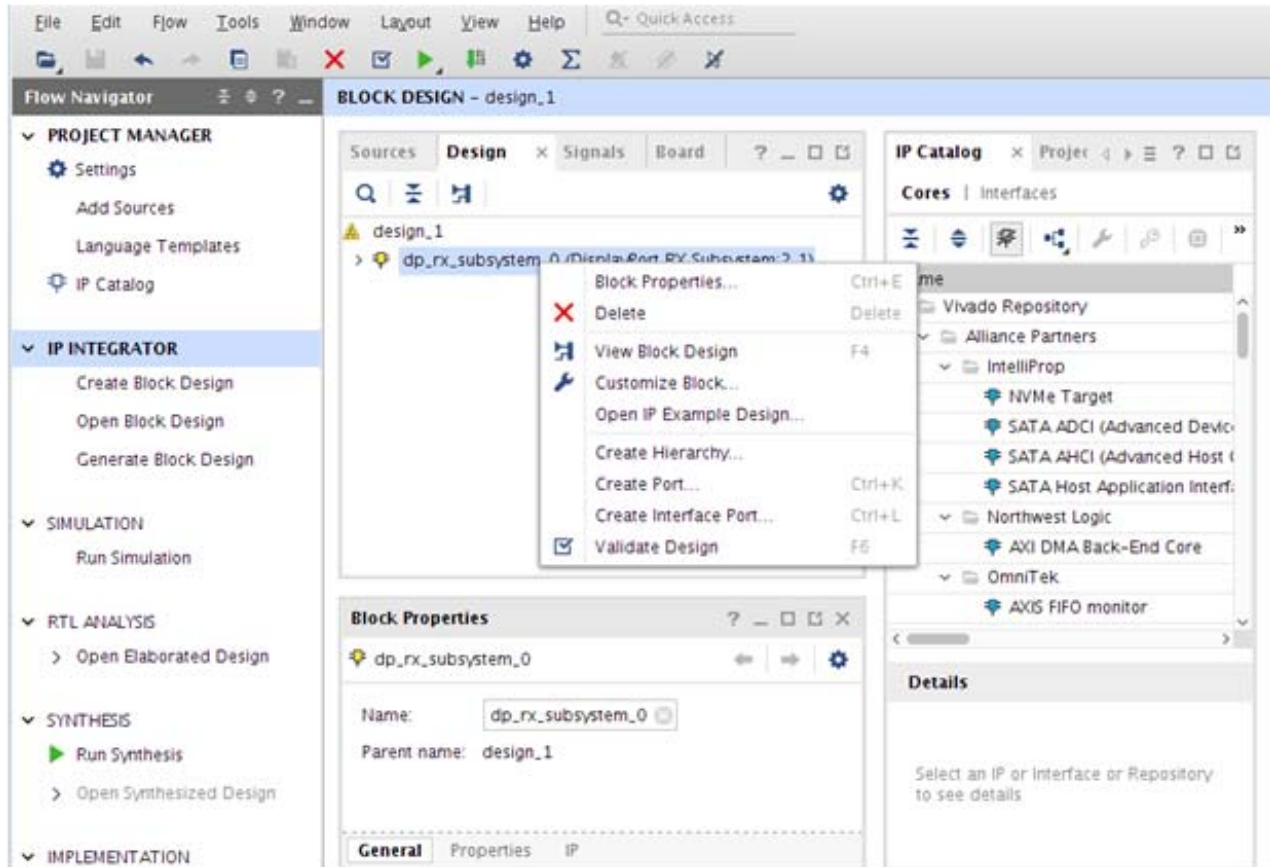 File Edit Flow Tools Window Layout View Help Quick Access
Flow Navigator
PROJECT MANAGER
Settings
Add Sources
Language Templates
IP Catalog
IP INTEGRATOR
Create Block Design
Open Block Design
Generate Block Design
SIMULATION
Run Simulation
RTL ANALYSIS
Open Elaborated Design
SYNTHESIS
Run Synthesis
Open Synthesized Design
IMPLEMENTATION
BLOCK DESIGN - design_1
Sources Design Signals Board
design_1
dp_rx_subsystem_0 (DisplayPort RX Subsystem:2.1)
Block Properties... Ctrl+E
Delete Delete
View Block Design F4
Customize Block...
Open IP Example Design...
Create Hierarchy...
Create Port... Ctrl+K
Create Interface Port... Ctrl+L
Validate Design F6
Block Properties
dp_rx_subsystem_0
Name: dp_rx_subsystem_0
Parent name: design_1
General Properties IP
IP Catalog Projec
Cores | Interfaces
me
Vivado Repository
Alliance Partners
IntelliProp
NVMe Target
SATA ADCI (Advanced Devic
SATA AHCI (Advanced Host
SATA Host Application Interf
Northwest Logic
AXI DMA Back-End Core
OmniTek
AXIS FIFO monitor
Details
Select an IP or Interface or Repository
to see details